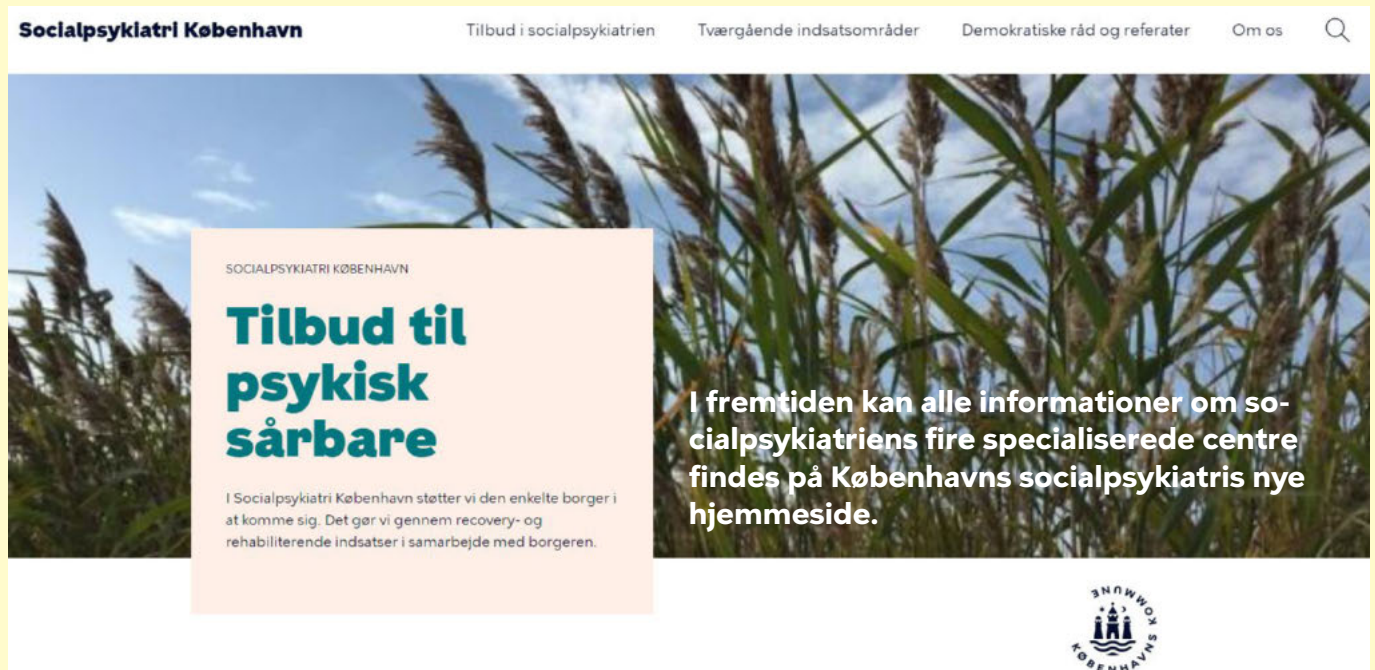 Socialpsykiatri København
Tilbud i socialpsykiatrien
Tværgående indsatsområder
Demokratiske råd og referater
Om os
SOCIALPSYKIATRI KØBENHAVN
Tilbud til
psykisk
sårbare
I Socialpsykiatri København støtter vi den enkelte borger i
at komme sig. Det gør vi gennem recovery- og
rehabiliterende indsatser i samarbejde med borgeren.
I fremtiden kan alle informationer om so-
cialpsykiatriens fire specialiserede centre
findes på Københavns socialpsykiatris nye
hjemmeside.
KØBENHAVNS KOMMUNE